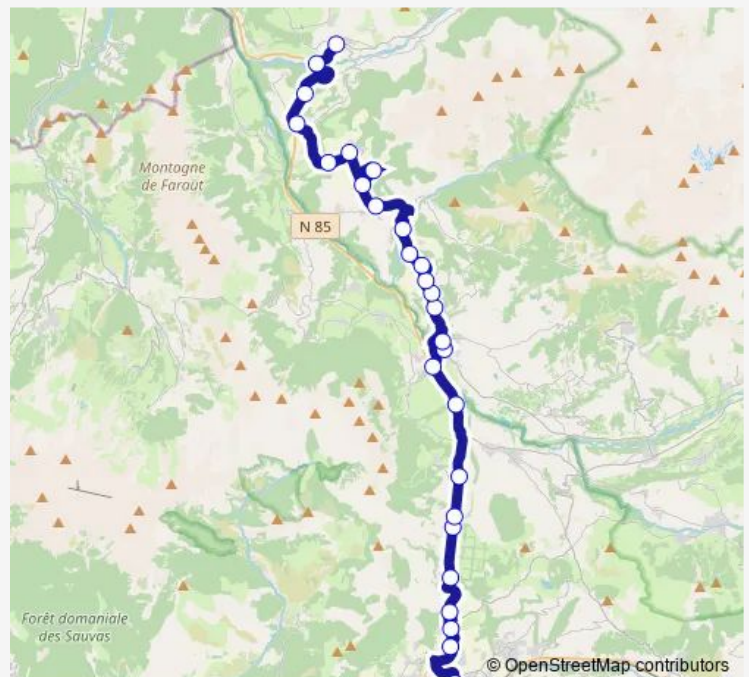 Montagne
de Faraut
N 85
Forêt domaniale
des Sauvas
© OpenStreetMap contributors